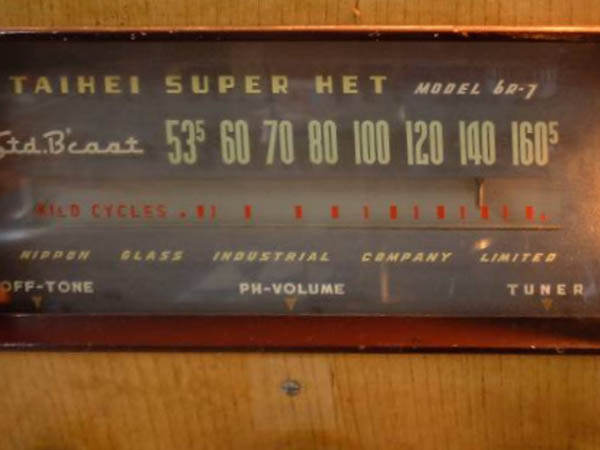 TAIHEI SUPER HET MODEL 6R-7
Std. B'cast 53⁵ 60 70 80 100 120 140 160⁵
KILO CYCLES
NIPPON GLASS INDUSTRIAL COMPANY LIMITED
OFF-TONE PH-VOLUME TUNER